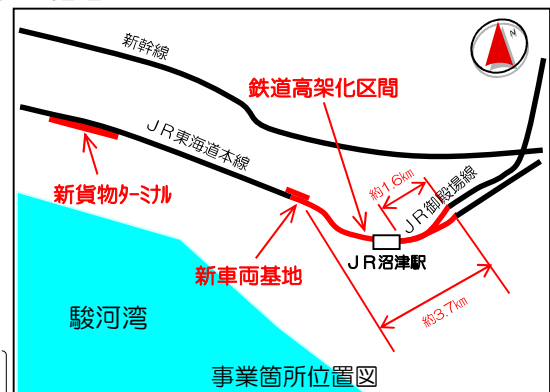 新幹線
N
鉄道高架化区間
JR東海道本線
約1.6㎞
新貨物ターミナル
JR御殿場線
新車両基地
JR沼津駅
駿河湾
約3.7㎞
事業箇所位置図